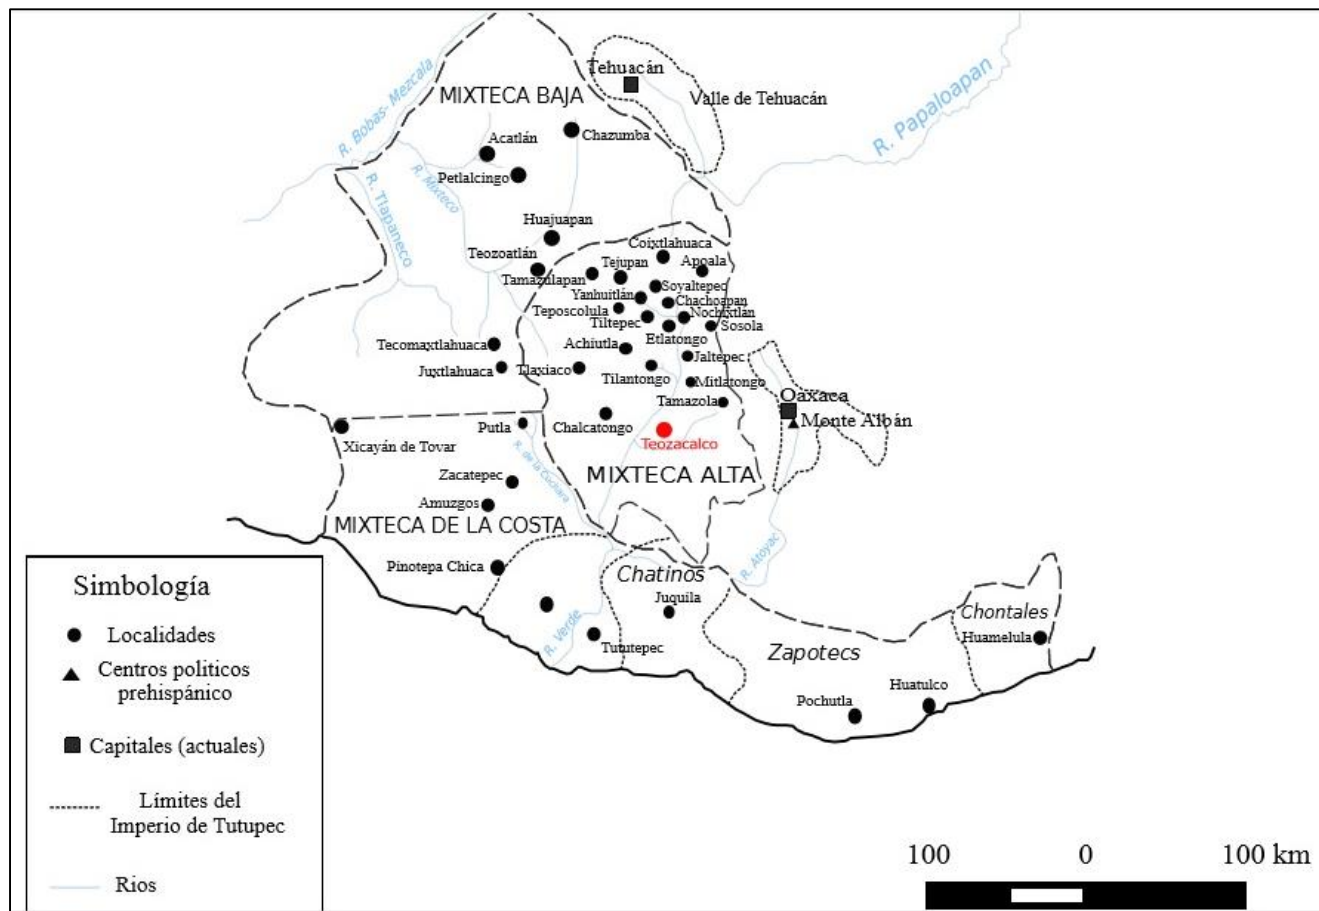 Tehuacán
Valle de Tehuacán
MIXTECA BAJA
R. Bobas- Mezcala
R. Papaloapan
Chazumba
Acatlán
Petlalcingo
R. Mixteco
R. Tlapaneco
Huajuapan
Teozoatlán
Coixtlahuaca
Apoala
Tejupan
Tamazulapan
Soyaltepec
Yanhuitlán
Chachoapan
Teposcolula
Nochixtlán
Tiltepec
Sosola
Etlatongo
Tecomaxtlahuaca
Achiutla
Jaltepec
Juxtlahuaca
Tlaxiaco
Tilantongo
Mitlatongo
Tamazola
Oaxaca
Monte Albán
Putla
Chalcatongo
Xicayán de Tovar
Teozacalco
R. de la Cuchara
Zacatepec
MIXTECA ALTA
Amuzgos
MIXTECA DE LA COSTA
Pinotepa Chica
Chatinos
R. Atoyac
Juquila
Chontales
Huamelula
R. Verde
Tututepec
Zapotecs
Pochutla
Huatulco
Simbología
Localidades
Centros politicos
prehispánico
Capitales (actuales)
Límites del
Imperio de Tutupec
Rios
100 0 100 km